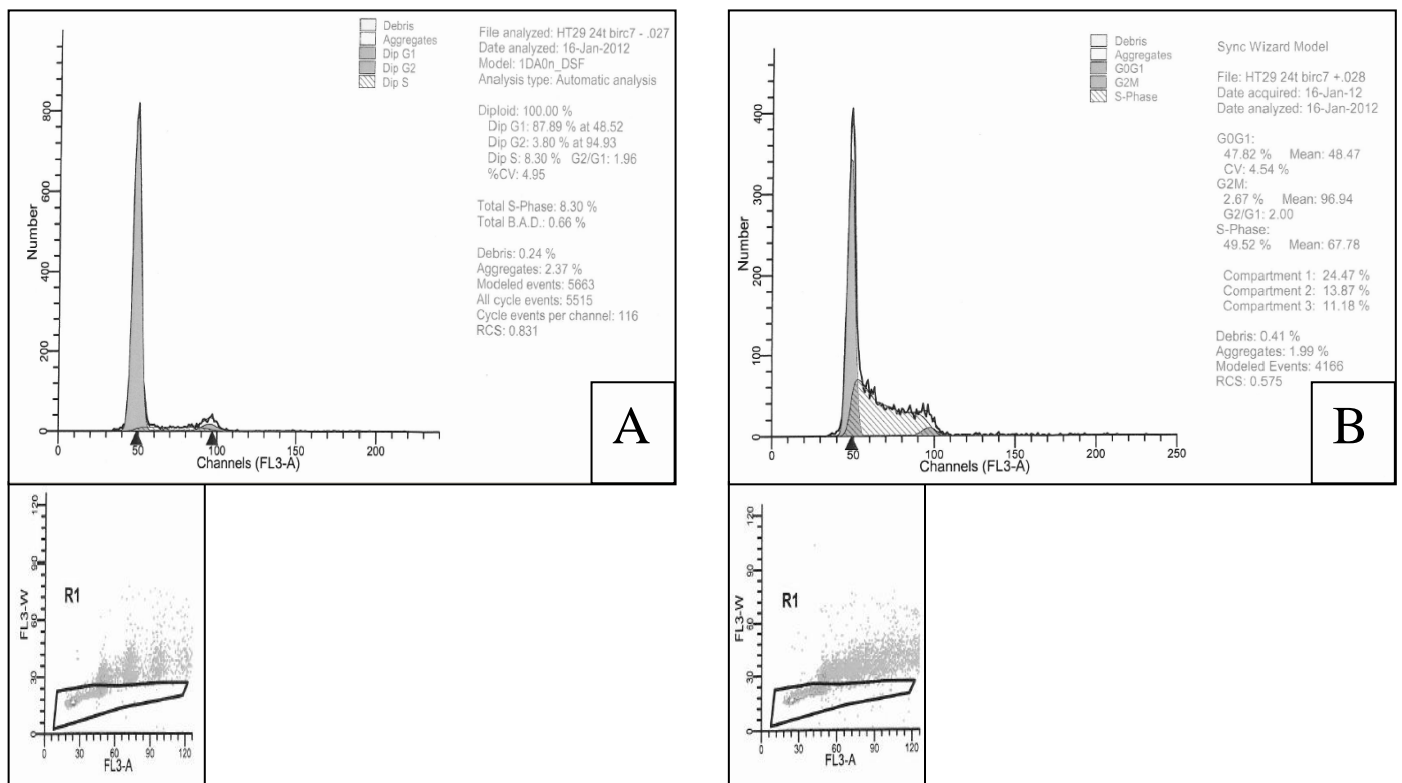 Debris
Aggregates
Dip G1
Dip G2
Dip S
File analyzed: HT29 24t birc7 - .027
Date analyzed: 16-Jan-2012
Model: 1DA0n_DSF
Analysis type: Automatic analysis
Diploid: 100.00 %
Dip G1: 87.89 % at 48.52
Dip G2: 3.80 % at 94.93
Dip S: 8.30 % G2/G1: 1.96
%CV: 4.95
Total S-Phase: 8.30 %
Total B.A.D.: 0.66 %
Debris: 0.24 %
Aggregates: 2.37 %
Modeled events: 5663
All cycle events: 5515
Cycle events per channel: 116
RCS: 0.831
Number
800
600
400
200
0
0 50 100 200
Channels (FL3-A)
A
Debris
Aggregates
G0G1
G2M
S-Phase
Sync Wizard Model
File: HT29 24t birc7 +.028
Date acquired: 16-Jan-12
Date analyzed: 16-Jan-2012
G0G1:
47.82 % Mean: 48.47
CV: 4.54 %
G2M:
2.67 % Mean: 96.94
G2/G1: 2.00
S-Phase:
49.52 % Mean: 67.78
Compartment 1: 24.47 %
Compartment 2: 13.87 %
Compartment 3: 11.18 %
Debris: 0.41 %
Aggregates: 1.99 %
Modeled Events: 4166
RCS: 0.575
Number
400
300
200
100
0
0 50 100 150 200 250
Channels (FL3-A)
B
FL3-W
120
90
60
30
0
R1
0 30 60 90 120
FL3-A
FL3-W
120
90
60
30
0
R1
0 30 60 90 120
FL3-A